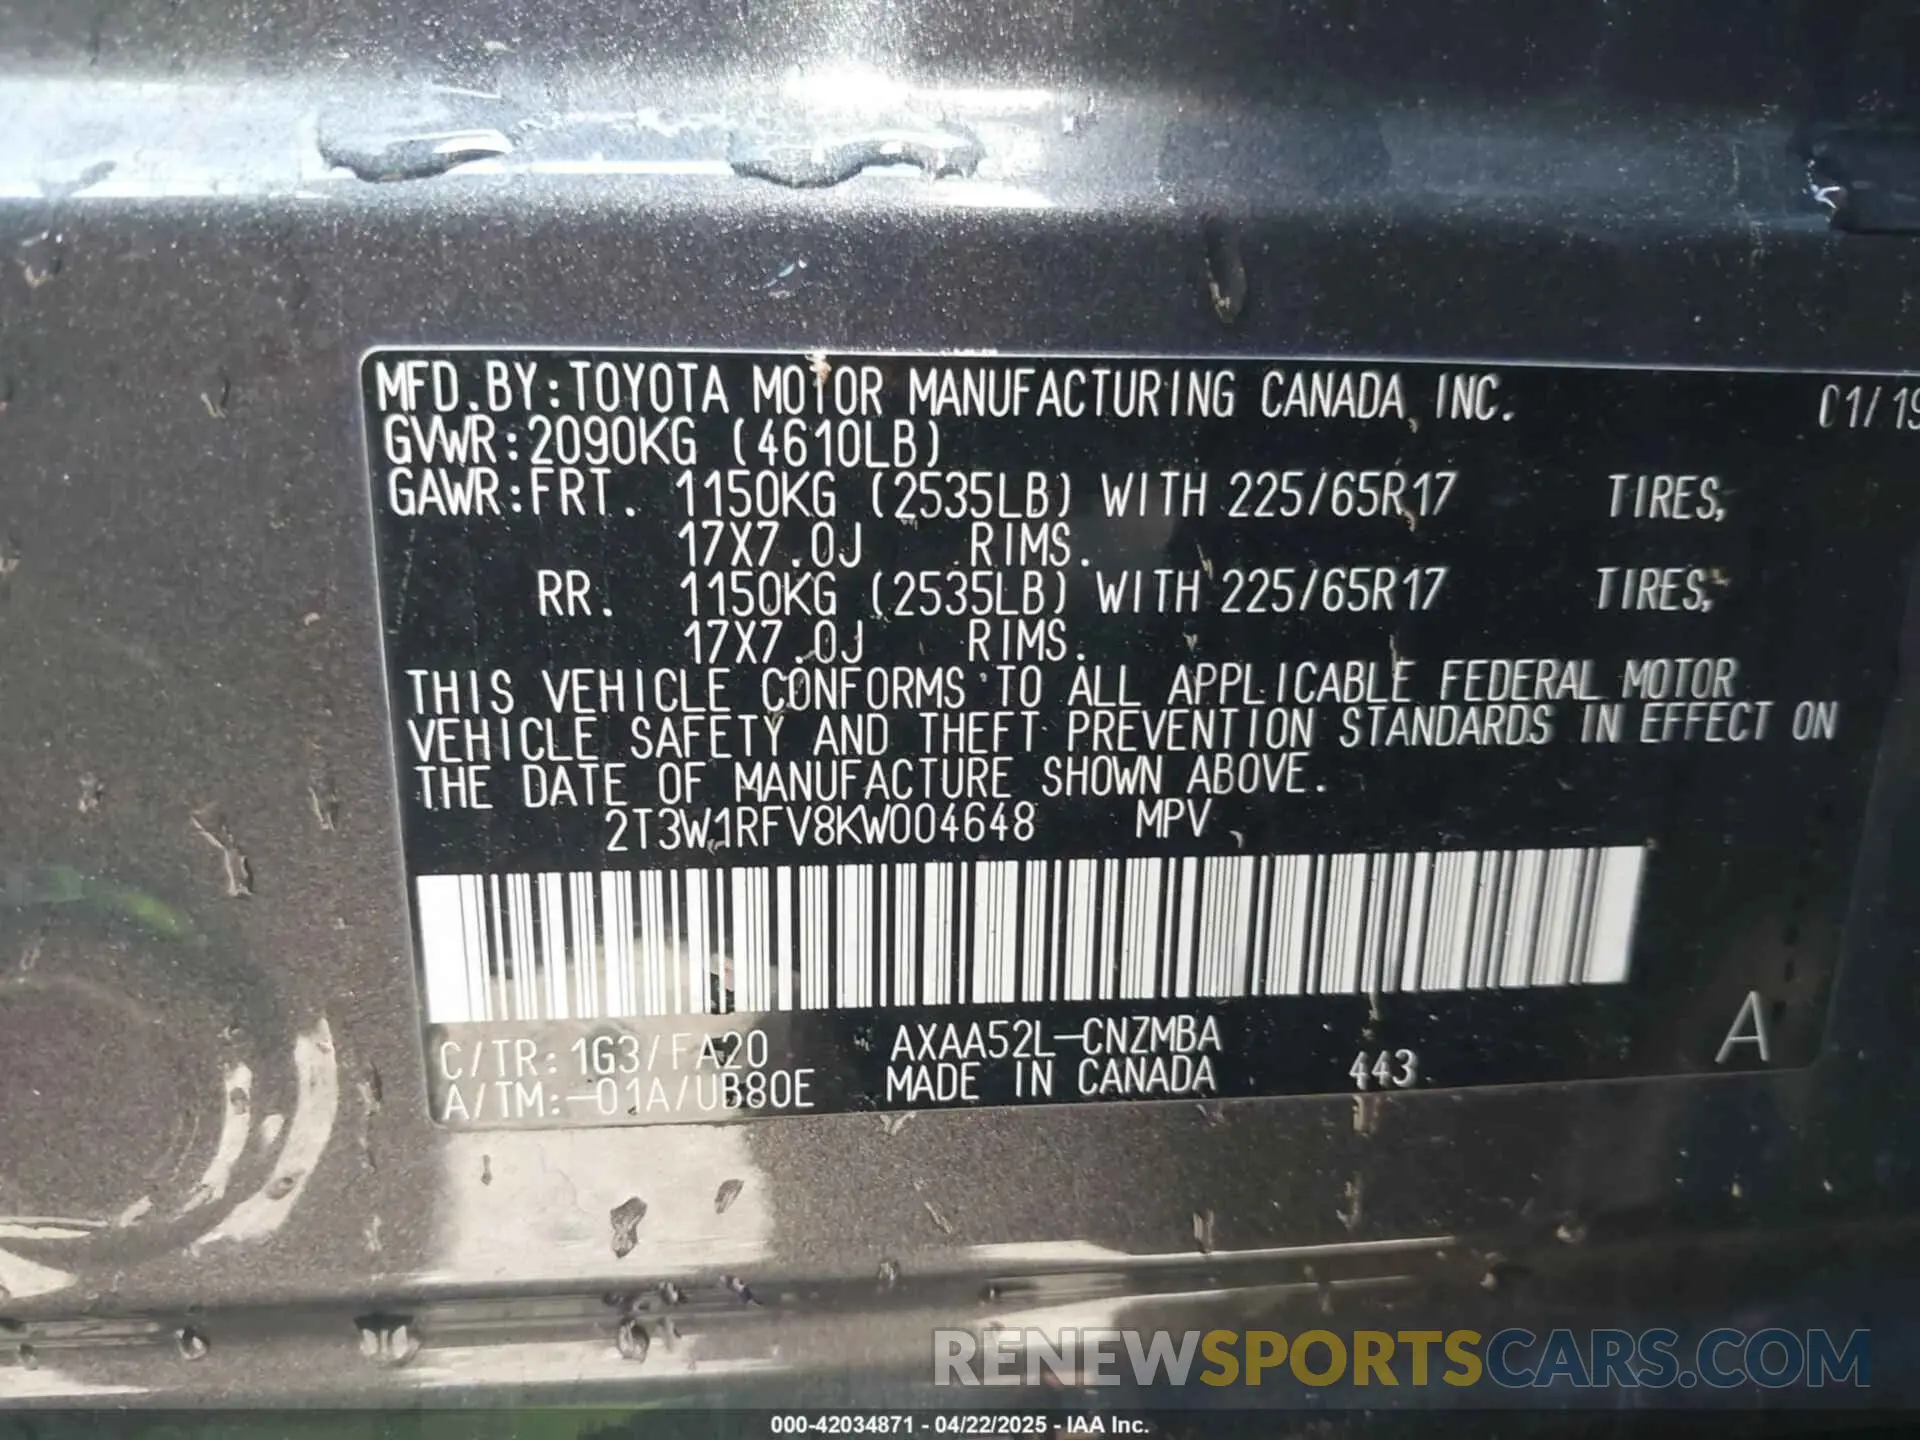 MFD.BY:TOYOTA MOTOR MANUFACTURING CANADA, INC. 01/19
GVWR:2090KG (4610LB)
GAWR:FRT. 1150KG (2535LB) WITH 225/65R17 TIRES,
17X7.0J RIMS.
RR. 1150KG (2535LB) WITH 225/65R17 TIRES,
17X7.0J RIMS.
THIS VEHICLE CONFORMS TO ALL APPLICABLE FEDERAL MOTOR
VEHICLE SAFETY AND THEFT PREVENTION STANDARDS IN EFFECT ON
THE DATE OF MANUFACTURE SHOWN ABOVE.
2T3W1RFV8KW004648 MPV
C/TR:1G3/FA20 AXAA52L-CNZMBA A
A/TM:-01A/UB80E MADE IN CANADA 443
RENEWSPORTSCARS.COM
000-42034871 - 04/22/2025 - IAA Inc.